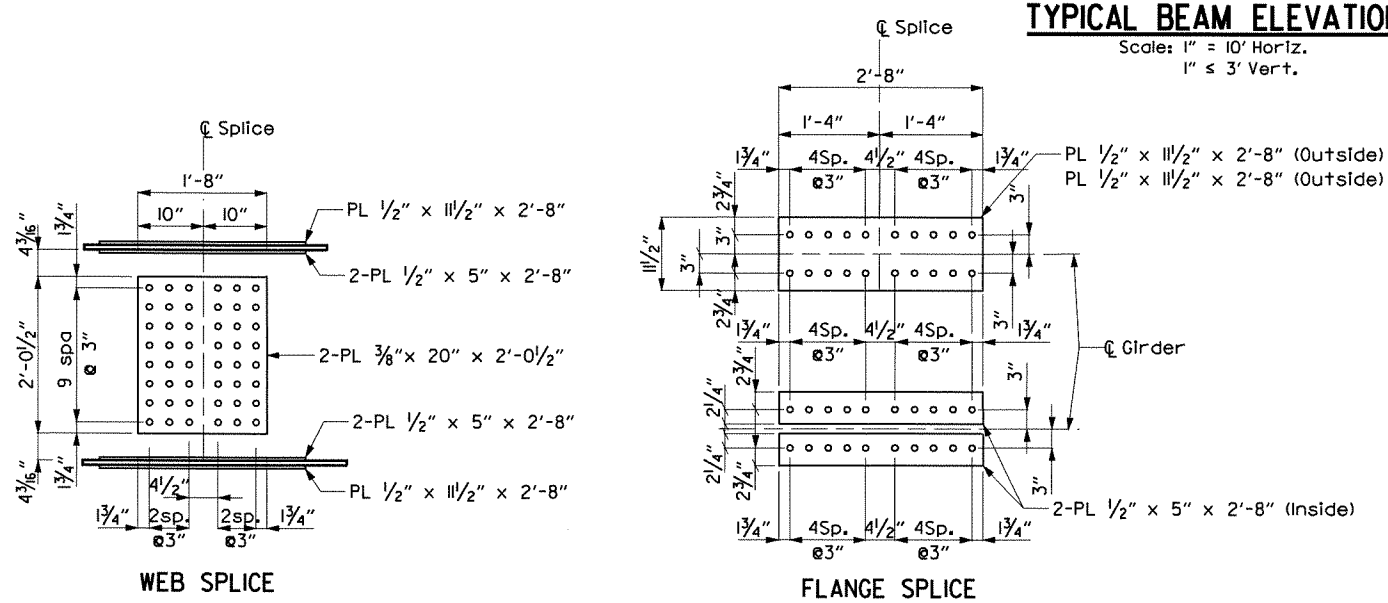 TYPICAL BEAM ELEVATION
Scale: 1" = 10' Horiz.
1" ≤ 3' Vert.
℄ Splice
1'-8"
10" 10"
4 3/16"
1 3/4"
2'-0 1/2"
9 spa
@ 3"
4 3/16"
1 3/4"
PL 1/2" x 11 1/2" x 2'-8"
2-PL 1/2" x 5" x 2'-8"
2-PL 3/8" x 20" x 2'-0 1/2"
2-PL 1/2" x 5" x 2'-8"
PL 1/2" x 11 1/2" x 2'-8"
4 1/2"
1 3/4" 2sp. 2sp. 1 3/4"
@3" @3"
WEB SPLICE
℄ Splice
2'-8"
1'-4" 1'-4"
1 3/4" 4Sp. 4 1/2" 4Sp. 1 3/4"
@3" @3"
PL 1/2" x 11 1/2" x 2'-8" (Outside)
PL 1/2" x 11 1/2" x 2'-8" (Outside)
2 3/4"
3"
11 1/2"
3"
2 3/4"
3"
3"
1 3/4" 4Sp. 4 1/2" 4Sp. 1 3/4"
@3" @3"
℄ Girder
2 3/4"
2 1/4"
2 1/4"
2 3/4"
3"
3"
2-PL 1/2" x 5" x 2'-8" (Inside)
1 3/4" 4Sp. 4 1/2" 4Sp. 1 3/4"
@3" @3"
FLANGE SPLICE